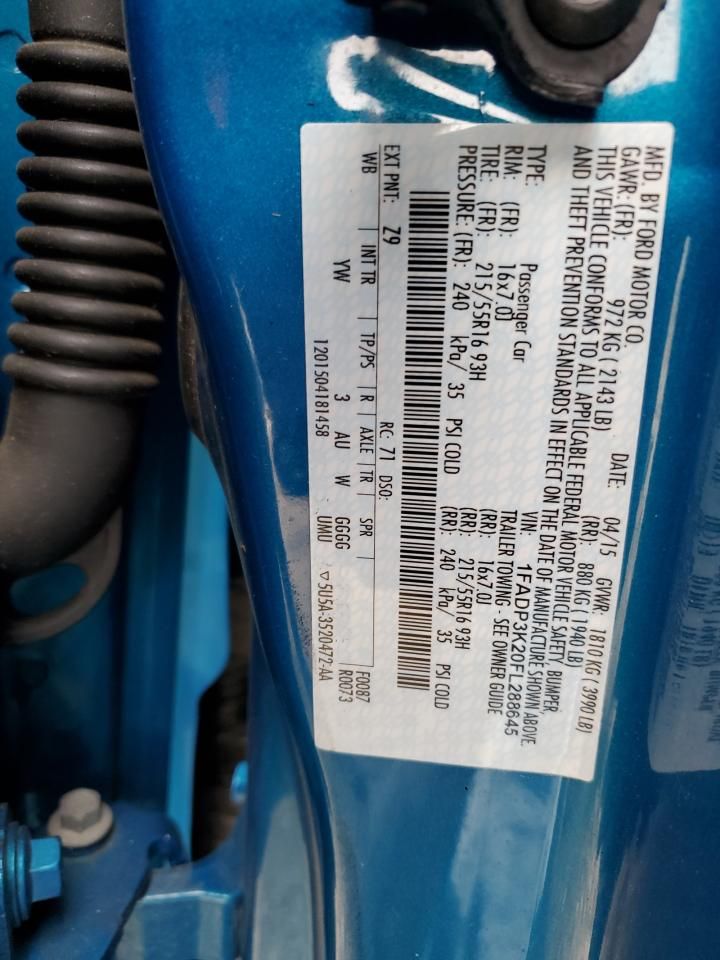 MFD. BY FORD MOTOR CO.
DATE: 04/15 GVWR: 1810 KG ( 3990 LB)
GAWR: (FR): 972 KG ( 2143 LB) (RR): 880 KG ( 1940 LB)
THIS VEHICLE CONFORMS TO ALL APPLICABLE FEDERAL MOTOR VEHICLE SAFETY, BUMPER,
AND THEFT PREVENTION STANDARDS IN EFFECT ON THE DATE OF MANUFACTURE SHOWN ABOVE.
VIN: 1FADP3K20FL288645
TYPE: Passenger Car TRAILER TOWING - SEE OWNER GUIDE
RIM: (FR): 16x7.0J (RR): 16x7.0J
TIRE: (FR): 215/55R16 93H (RR): 215/55R16 93H
PRESSURE: (FR): 240 kPa/ 35 PSI COLD (RR): 240 kPa/ 35 PSI COLD
EXT PNT: Z9 RC: 71 DSO: F0087
WB INT TR TP/PS R AXLE TR SPR R0073
YW 3 AU W GGGG
1201504181458 UMU ▽5U5A-3520472-AA